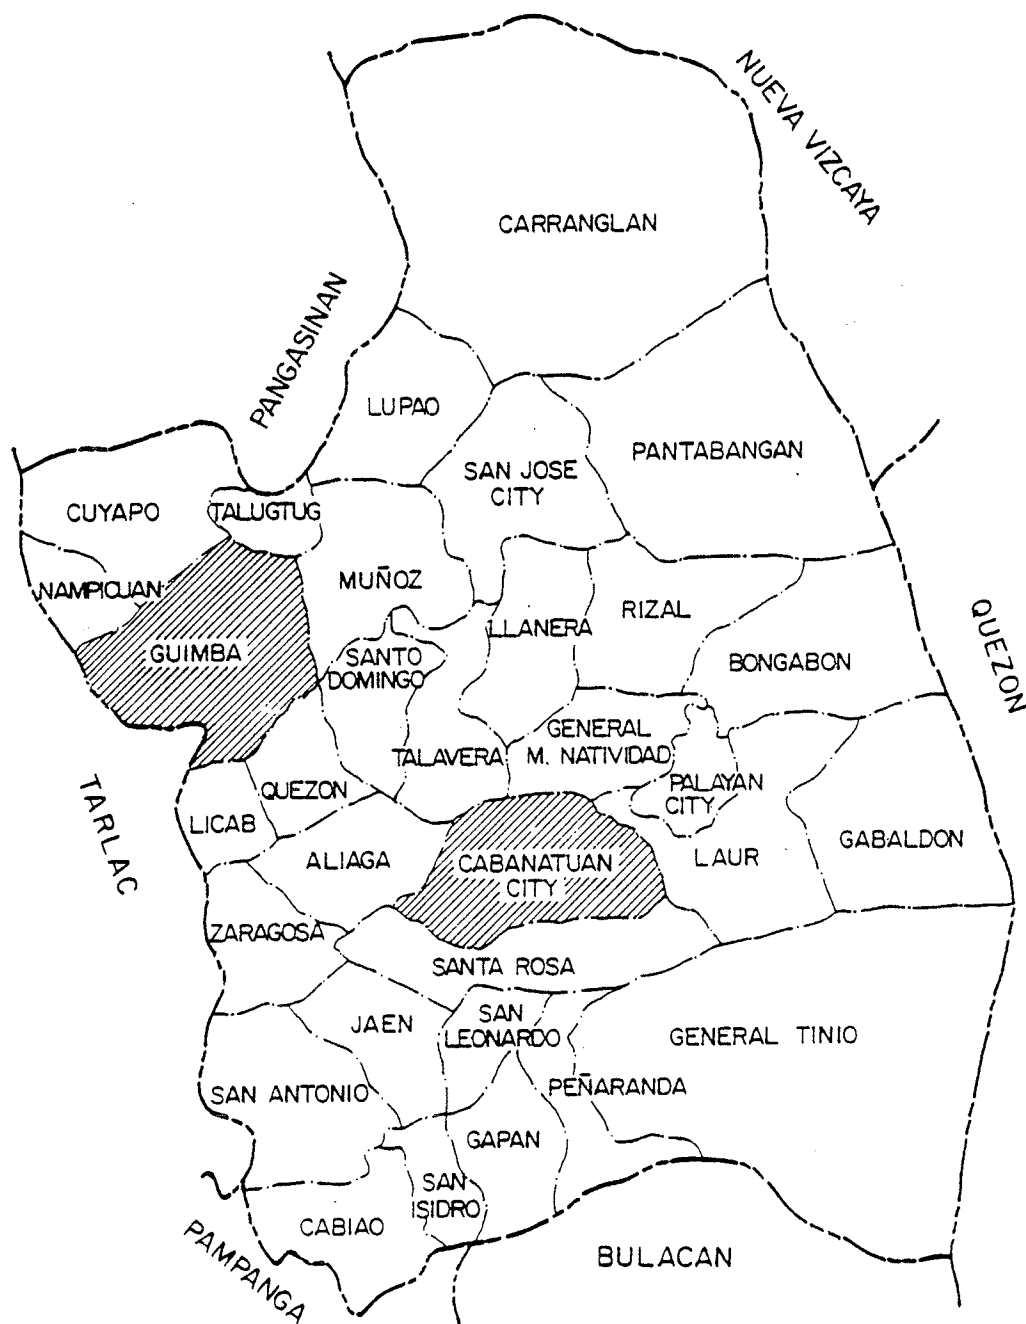 NUEVA VIZCAYA
CARRANGLAN
PANGASINAN
LUPAO
PANTABANGAN
SAN JOSE
CITY
CUYAPO
TALUGTUG
NAMPICUAN
MUÑOZ
LLANERA
RIZAL
QUEZON
GUIMBA
SANTO
DOMINGO
BONGABON
TALAVERA
GENERAL
M. NATIVIDAD
PALAYAN
CITY
TARLAC
QUEZON
LICAB
ALIAGA
CABANATUAN
CITY
LAUR
GABALDON
ZARAGOSA
SANTA ROSA
JAEN
SAN
LEONARDO
GENERAL TINIO
SAN ANTONIO
PEÑARANDA
GAPAN
SAN
ISIDRO
CABIAO
PAMPANGA
BULACAN